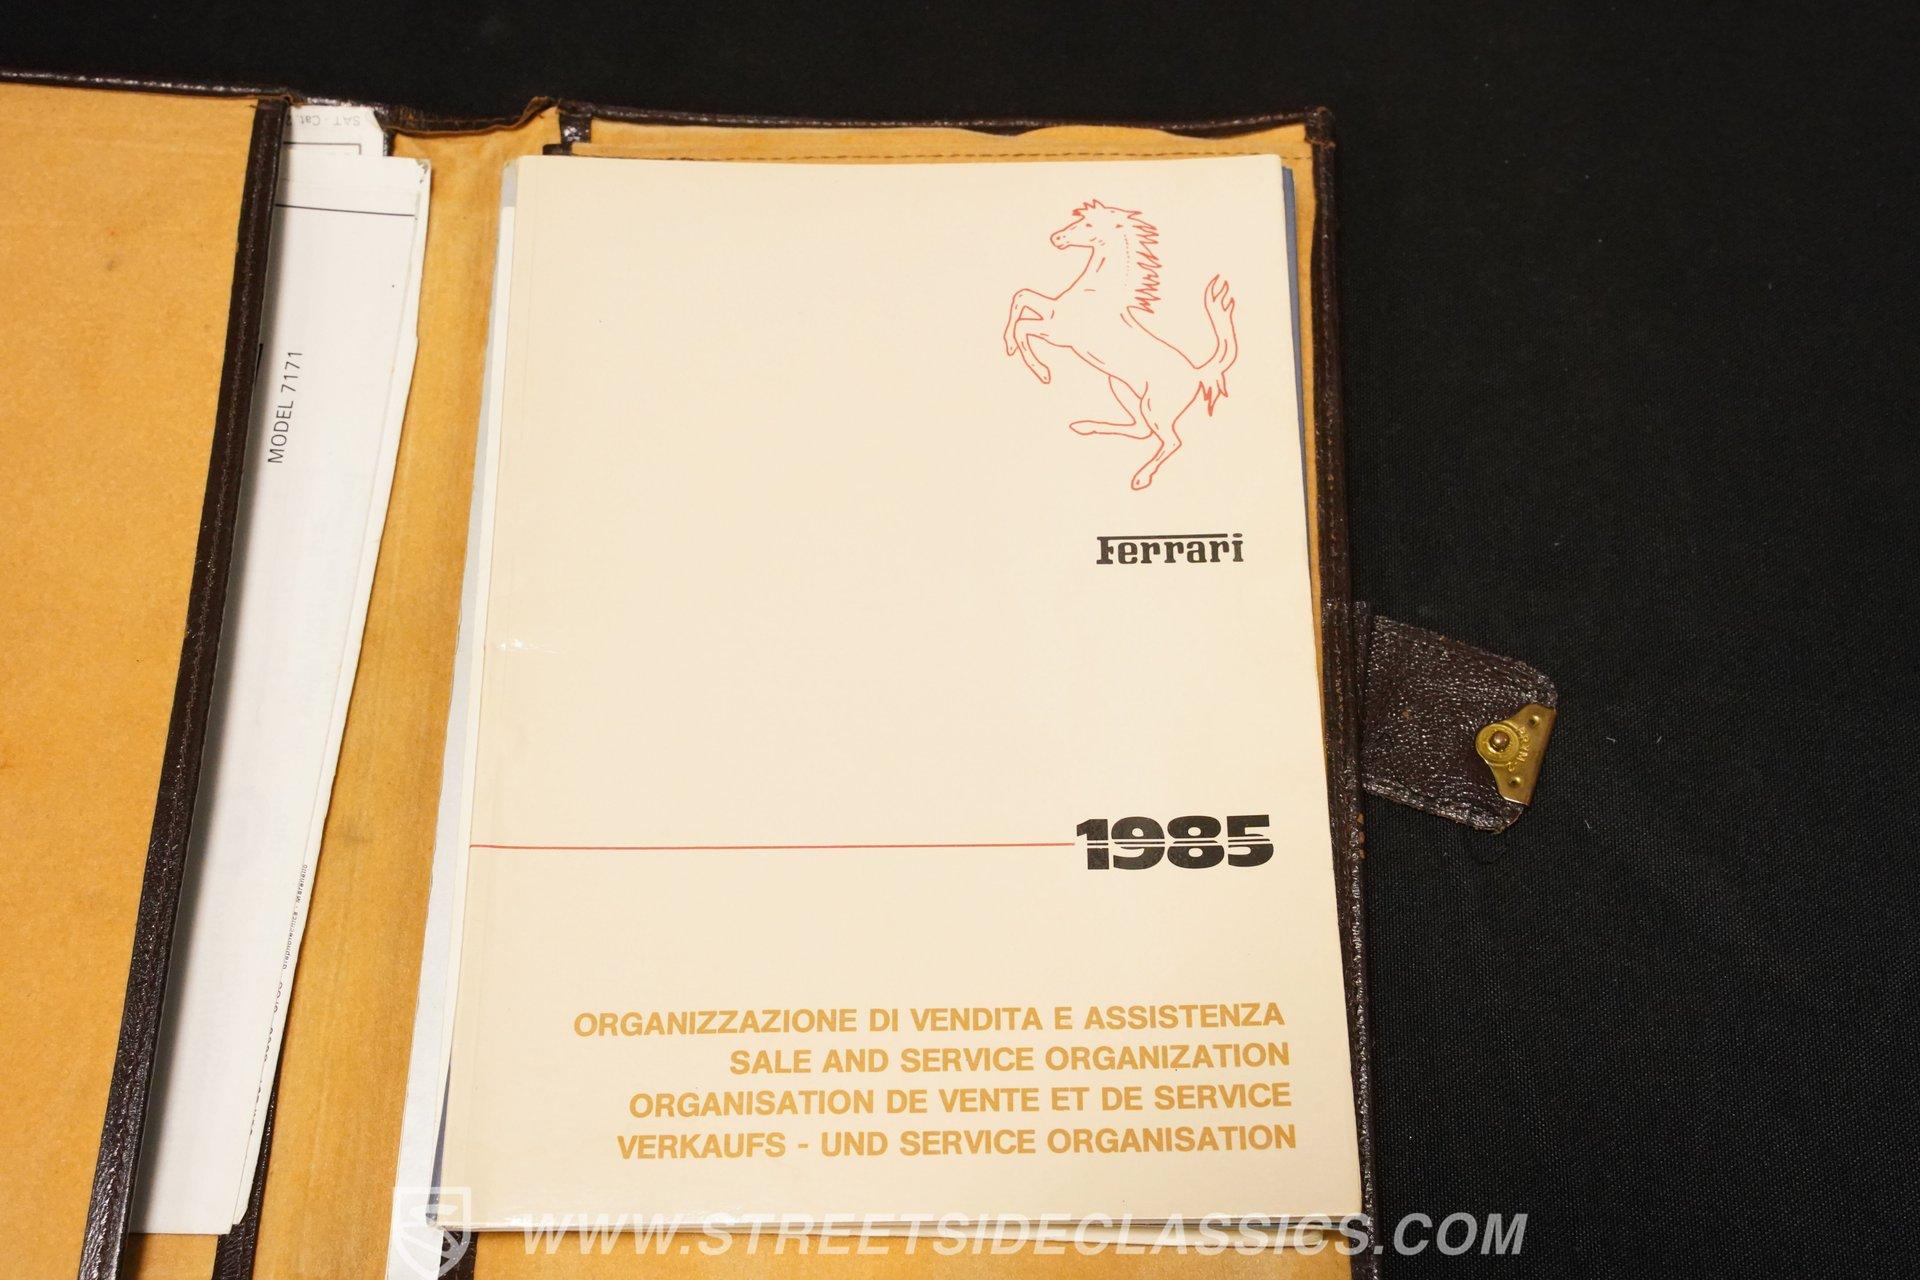 MODEL 7171
Ferrari
1985
ORGANIZZAZIONE DI VENDITA E ASSISTENZA
SALE AND SERVICE ORGANIZATION
ORGANISATION DE VENTE ET DE SERVICE
VERKAUFS - UND SERVICE ORGANISATION
WWW.STREETSIDECLASSICS.COM